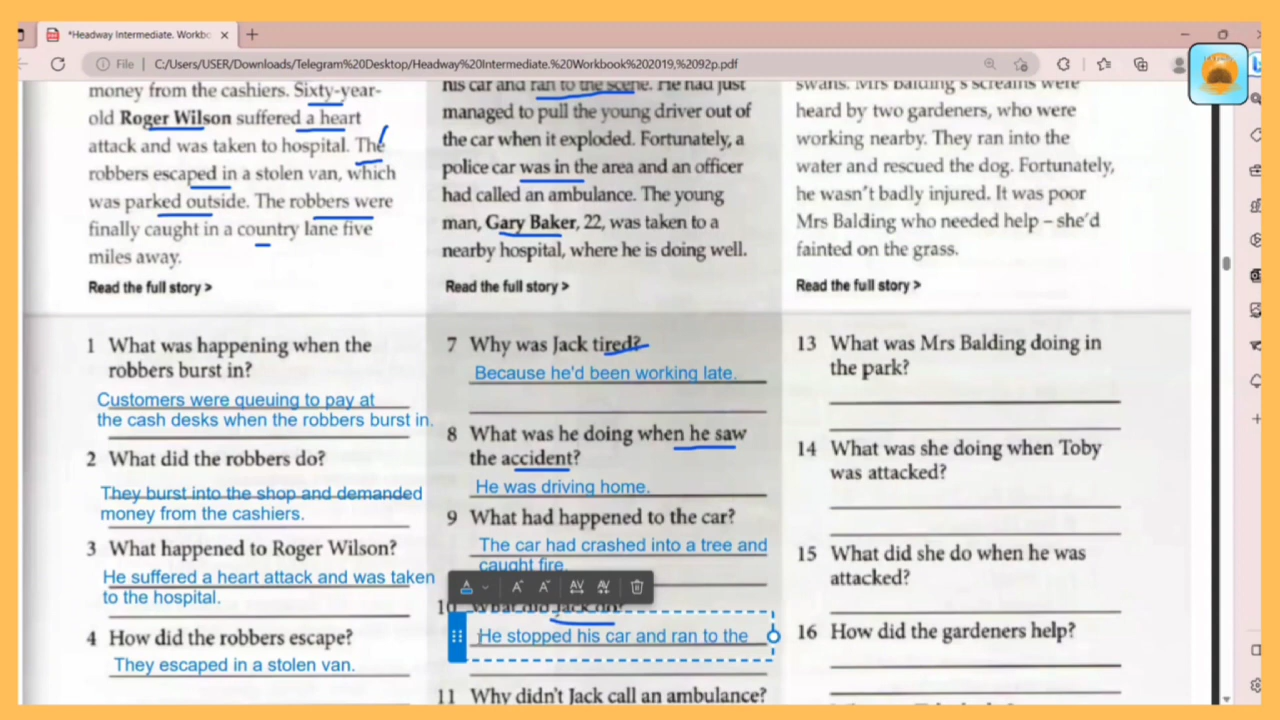 *Headway Intermediate. Workbo
File
C:/Users/USER/Downloads/Telegram%20Desktop/Headway%20Intermediate.%20Workbook%202019,%2092p.pdf
money from the cashiers. Sixty-year-
old Roger Wilson suffered a heart
attack and was taken to hospital. The
robbers escaped in a stolen van, which
was parked outside. The robbers were
finally caught in a country lane five
miles away.
Read the full story >
his car and ran to the scene. He had just
managed to pull the young driver out of
the car when it exploded. Fortunately, a
police car was in the area and an officer
had called an ambulance. The young
man, Gary Baker, 22, was taken to a
nearby hospital, where he is doing well.
Read the full story >
swans. Mrs Balding's screams were
heard by two gardeners, who were
working nearby. They ran into the
water and rescued the dog. Fortunately,
he wasn't badly injured. It was poor
Mrs Balding who needed help – she'd
fainted on the grass.
Read the full story >
1 What was happening when the
robbers burst in?
Customers were queuing to pay at
the cash desks when the robbers burst in.
2 What did the robbers do?
They burst into the shop and demanded
money from the cashiers.
3 What happened to Roger Wilson?
He suffered a heart attack and was taken
to the hospital.
4 How did the robbers escape?
They escaped in a stolen van.
7 Why was Jack tired?
Because he'd been working late.
8 What was he doing when he saw
the accident?
He was driving home.
9 What had happened to the car?
The car had crashed into a tree and
caught fire.
10 What did Jack do?
He stopped his car and ran to the
11 Why didn't Jack call an ambulance?
13 What was Mrs Balding doing in
the park?
14 What was she doing when Toby
was attacked?
15 What did she do when he was
attacked?
16 How did the gardeners help?